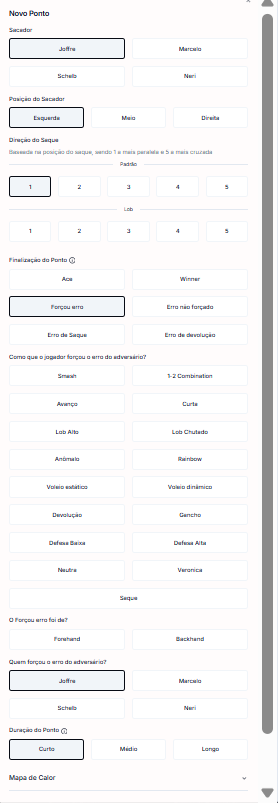 Novo Ponto
Sacador
Joffre Marcelo
Schelb Neri
Posição do Sacador
Esquerda Meio Direita
Direção do Saque
Baseada na posição do saque, sendo 1 a mais paralela e 5 a mais cruzada
Padrão
1 2 3 4 5
Lob
1 2 3 4 5
Finalização do Ponto
Ace Winner
Forçou erro Erro não forçado
Erro de Saque Erro de devolução
Como que o jogador forçou o erro do adversário?
Smash 1-2 Combination
Avanço Curta
Lob Alto Lob Chutado
Anômalo Rainbow
Voleio estático Voleio dinâmico
Devolução Gancho
Defesa Baixa Defesa Alta
Neutra Veronica
Saque
O Forçou erro foi de?
Forehand Backhand
Quem forçou o erro do adversário?
Joffre Marcelo
Schelb Neri
Duração do Ponto
Curto Médio Longo
Mapa de Calor